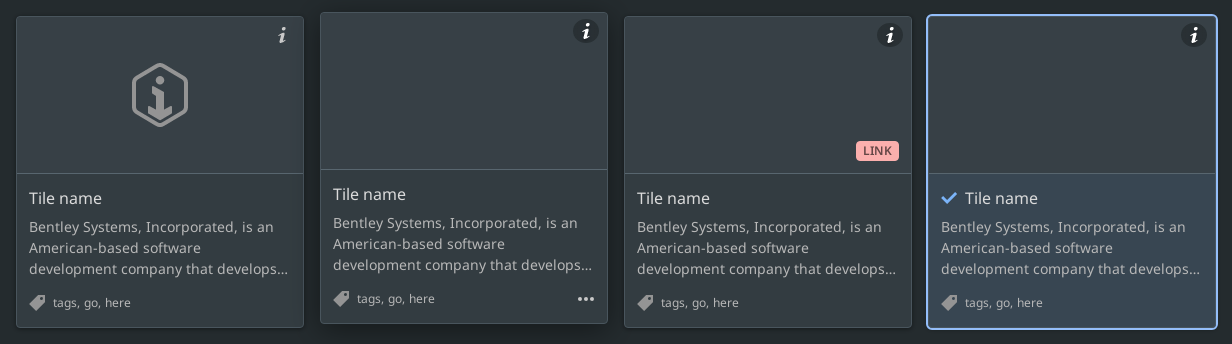 Tile name
Bentley Systems, Incorporated, is an
American-based software
development company that develops...
tags, go, here
Tile name
Bentley Systems, Incorporated, is an
American-based software
development company that develops...
tags, go, here
LINK
Tile name
Bentley Systems, Incorporated, is an
American-based software
development company that develops...
tags, go, here
Tile name
Bentley Systems, Incorporated, is an
American-based software
development company that develops...
tags, go, here